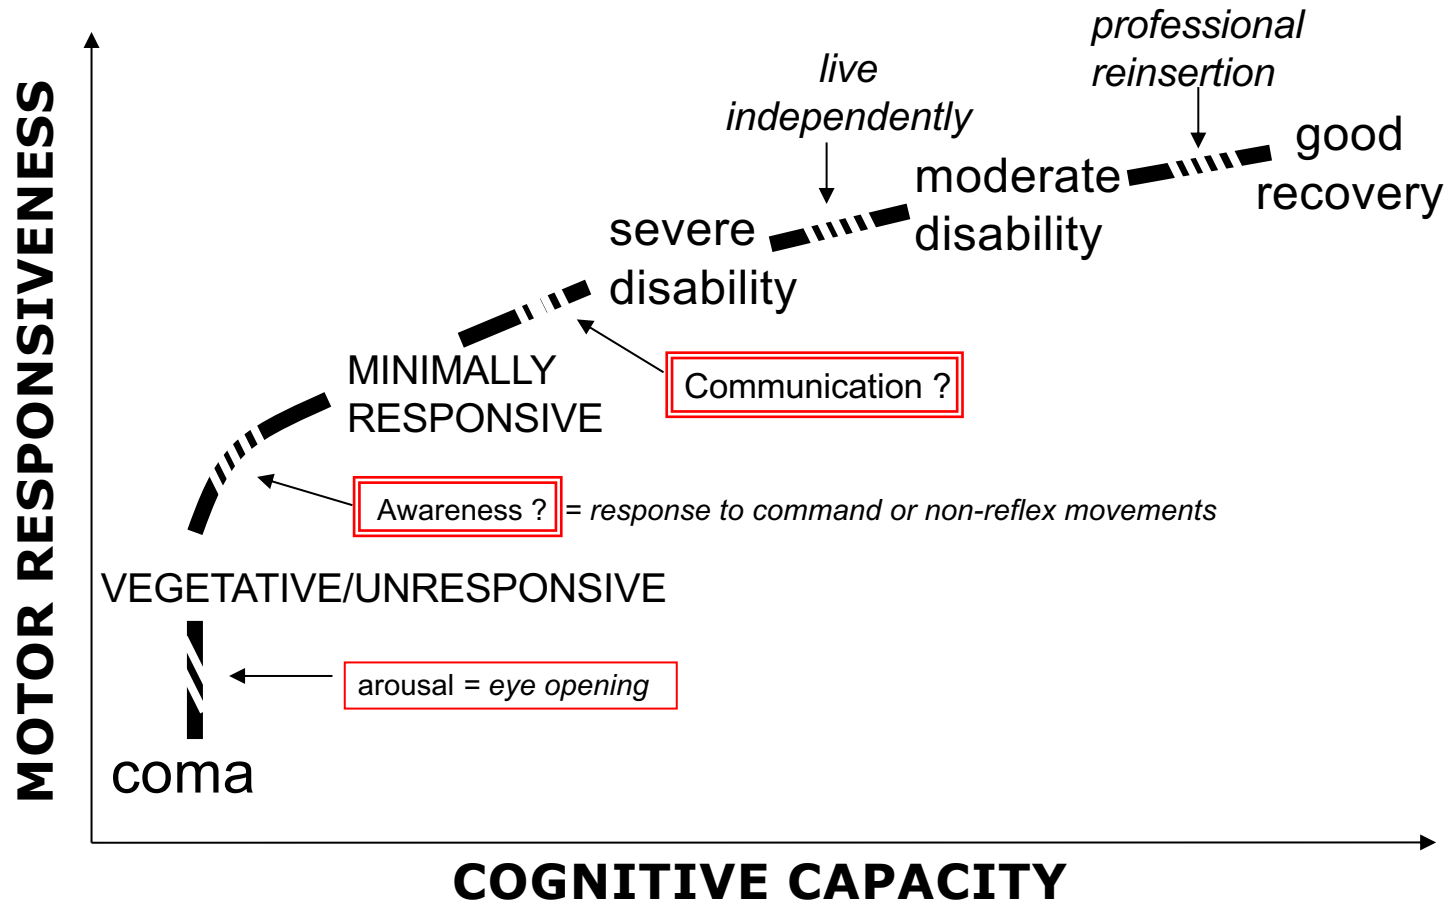 MOTOR RESPONSIVENESS
professional
reinsertion
live
independently
good
recovery
moderate
disability
severe
disability
MINIMALLY
RESPONSIVE
Communication ?
Awareness ? = response to command or non-reflex movements
VEGETATIVE/UNRESPONSIVE
arousal = eye opening
coma
COGNITIVE CAPACITY